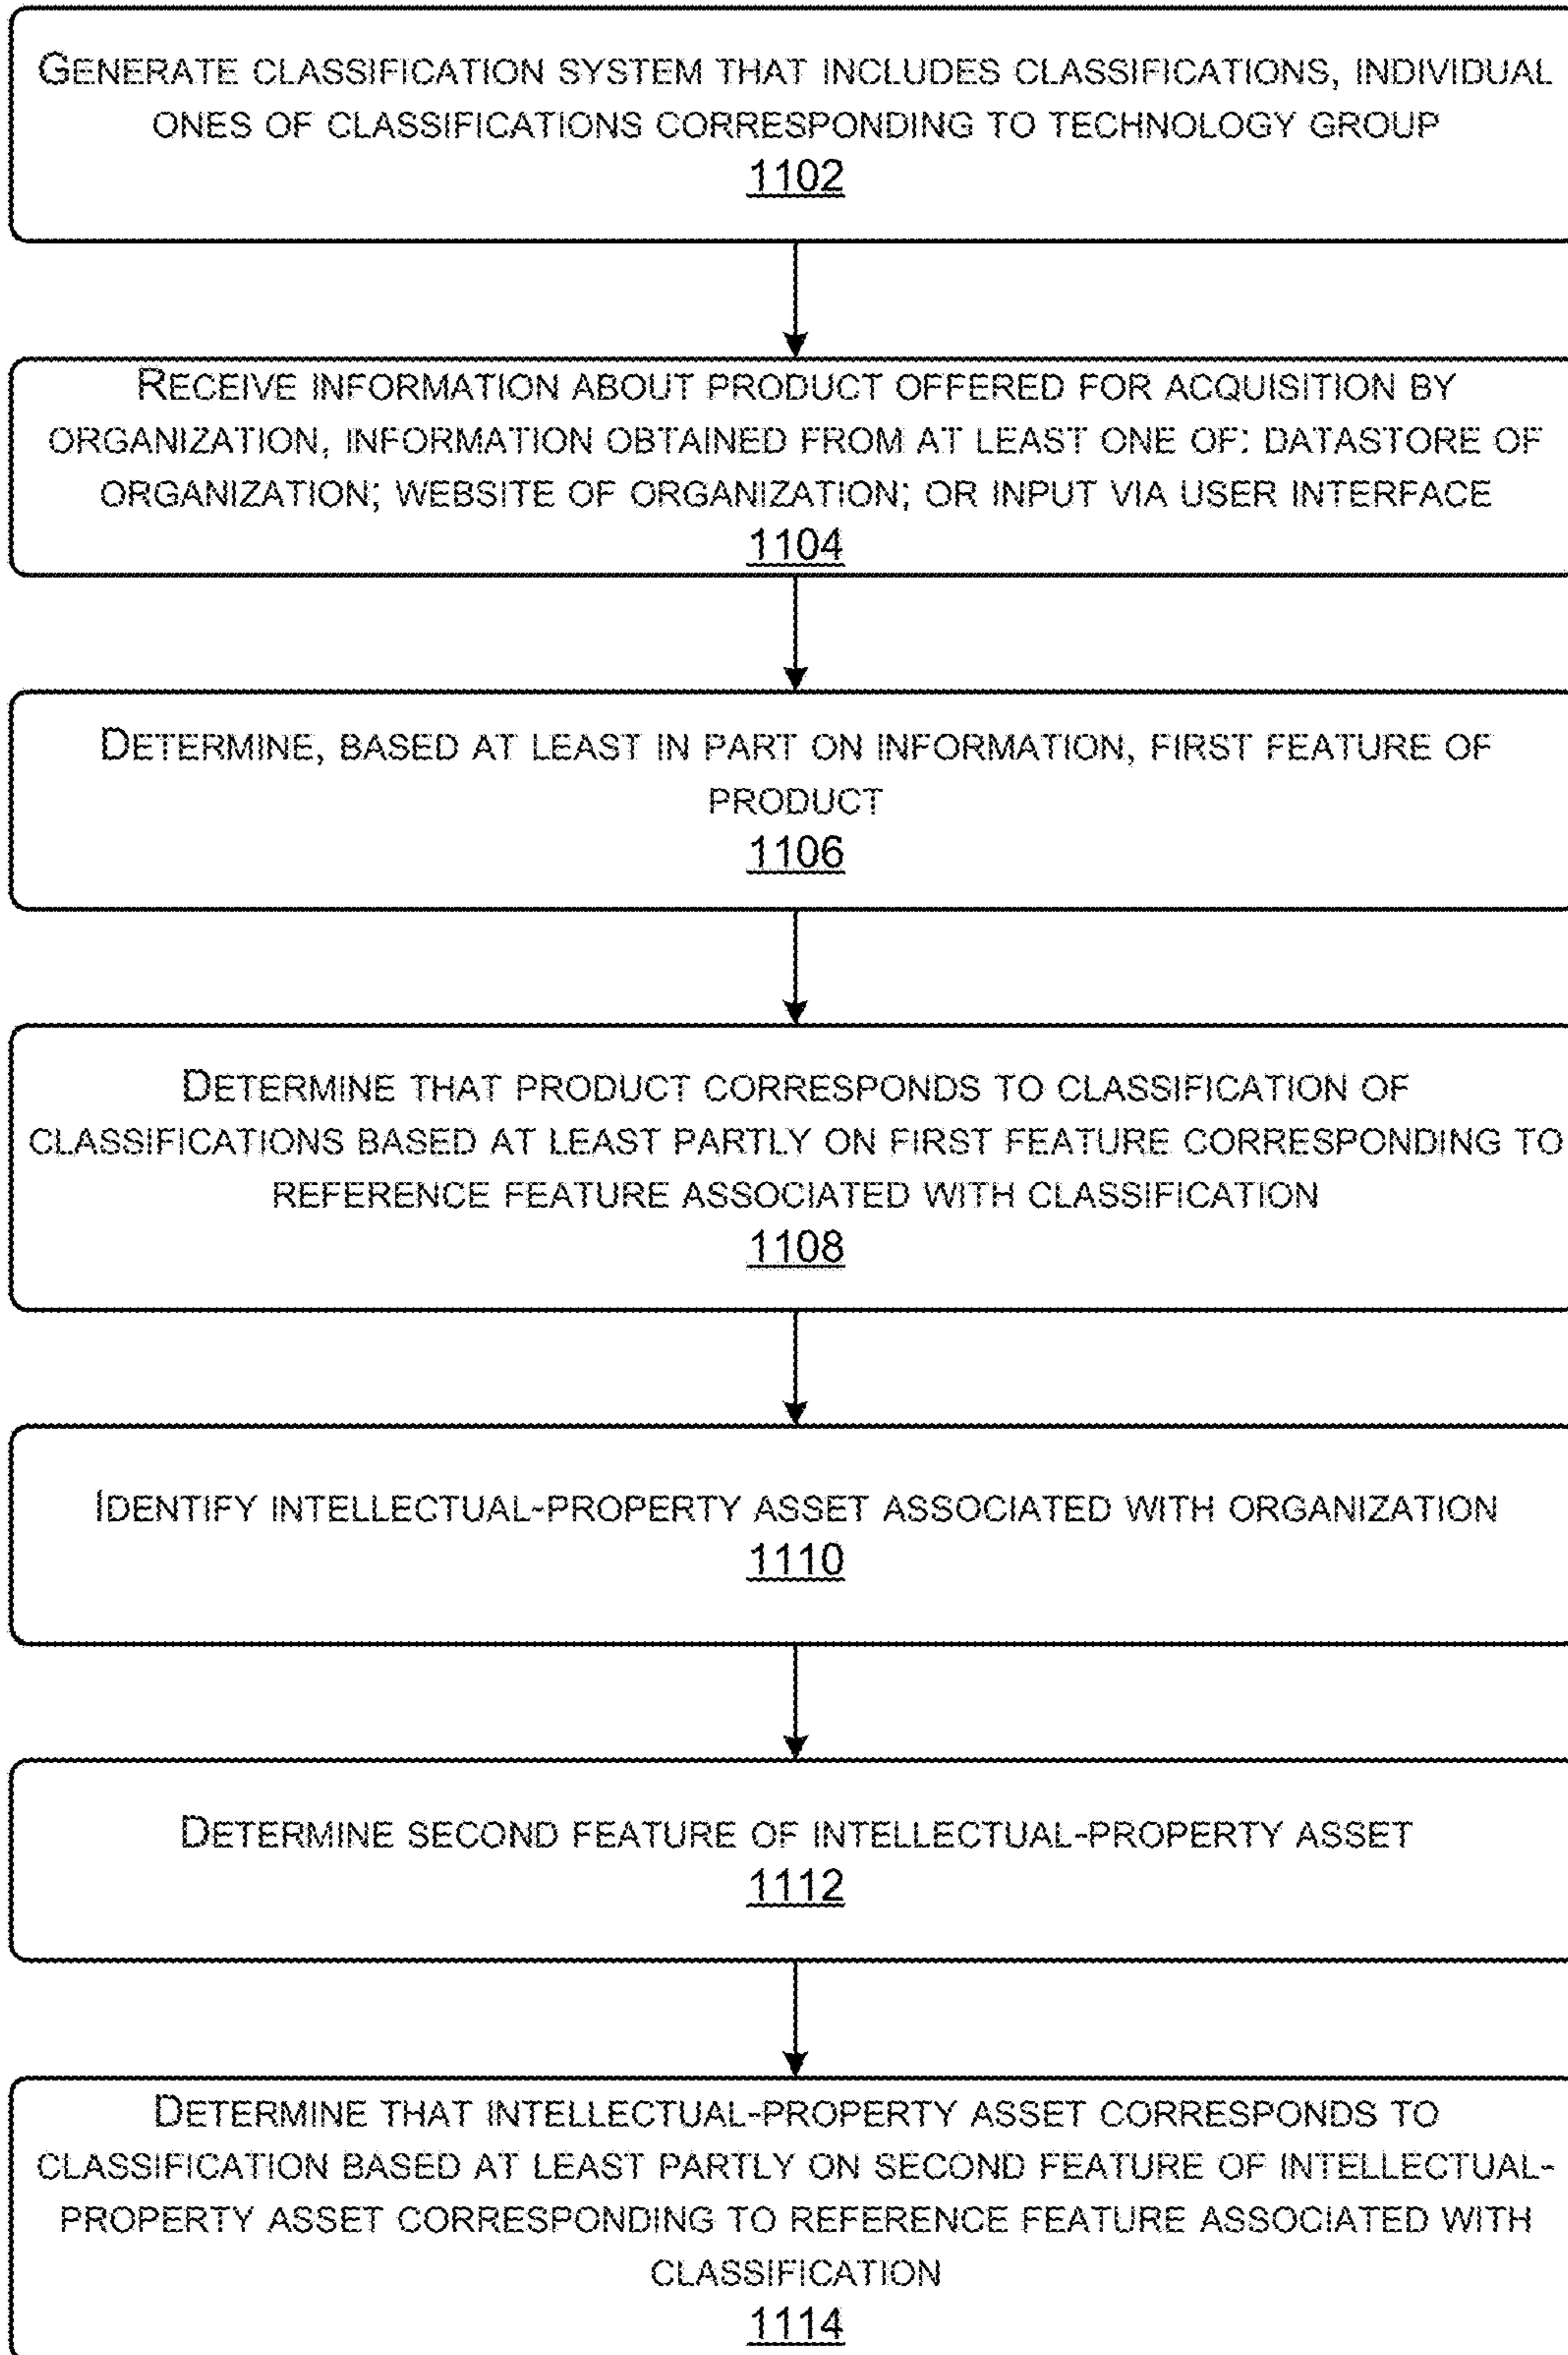 GENERATE CLASSIFICATION SYSTEM THAT INCLUDES CLASSIFICATIONS, INDIVIDUAL
ONES OF CLASSIFICATIONS CORRESPONDING TO TECHNOLOGY GROUP
1102
RECEIVE INFORMATION ABOUT PRODUCT OFFERED FOR ACQUISITION BY
ORGANIZATION, INFORMATION OBTAINED FROM AT LEAST ONE OF: DATASTORE OF
ORGANIZATION; WEBSITE OF ORGANIZATION; OR INPUT VIA USER INTERFACE
1104
DETERMINE, BASED AT LEAST IN PART ON INFORMATION, FIRST FEATURE OF
PRODUCT
1106
DETERMINE THAT PRODUCT CORRESPONDS TO CLASSIFICATION OF
CLASSIFICATIONS BASED AT LEAST PARTLY ON FIRST FEATURE CORRESPONDING TO
REFERENCE FEATURE ASSOCIATED WITH CLASSIFICATION
1108
IDENTIFY INTELLECTUAL-PROPERTY ASSET ASSOCIATED WITH ORGANIZATION
1110
DETERMINE SECOND FEATURE OF INTELLECTUAL-PROPERTY ASSET
1112
DETERMINE THAT INTELLECTUAL-PROPERTY ASSET CORRESPONDS TO
CLASSIFICATION BASED AT LEAST PARTLY ON SECOND FEATURE OF INTELLECTUAL-
PROPERTY ASSET CORRESPONDING TO REFERENCE FEATURE ASSOCIATED WITH
CLASSIFICATION
1114